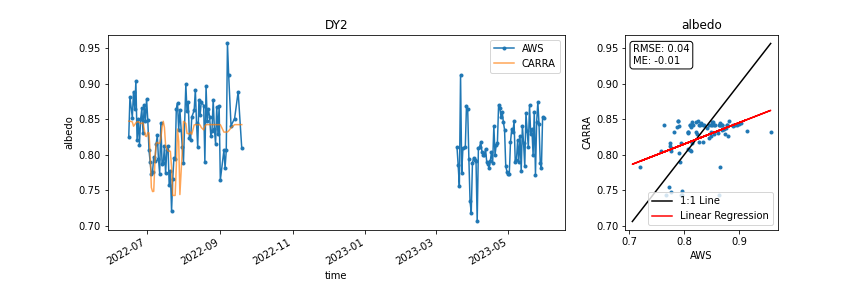 DY2
albedo
0.95
0.90
0.85
0.80
0.75
0.70
AWS
CARRA
2022-07
2022-09
2022-11
2023-01
2023-03
2023-05
time
albedo
CARRA
0.95
0.90
0.85
0.80
0.75
0.70
RMSE: 0.04
ME: -0.01
1:1 Line
Linear Regression
0.7
0.8
0.9
AWS